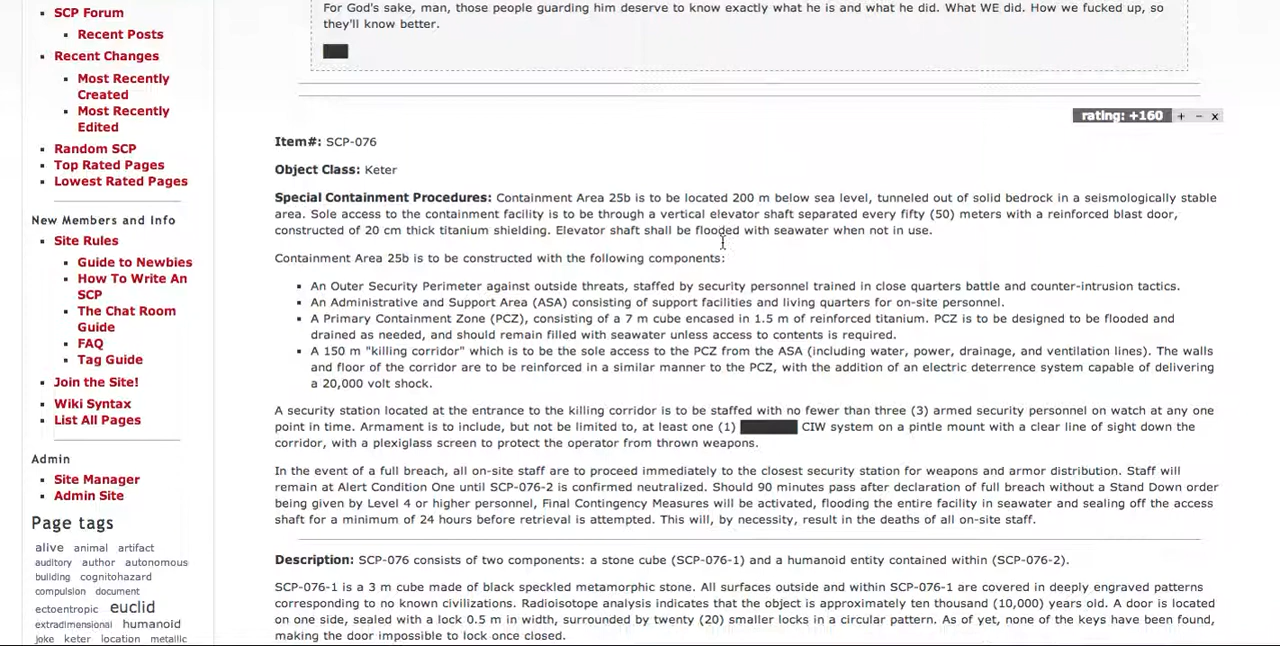 SCP Forum
Recent Posts
Recent Changes
Most Recently
Created
Most Recently
Edited
Random SCP
Top Rated Pages
Lowest Rated Pages
New Members and Info
Site Rules
Guide to Newbies
How To Write An
SCP
The Chat Room
Guide
FAQ
Tag Guide
Join the Site!
Wiki Syntax
List All Pages
Admin
Site Manager
Admin Site
Page tags
alive animal artifact
auditory author autonomous
building cognitohazard
compulsion document
ectoentropic euclid
extradimensional humanoid
joke keter location metallic
For God's sake, man, those people guarding him deserve to know exactly what he is and what he did. What WE did. How we fucked up, so
they'll know better.
rating: +160 + − x
Item#: SCP-076
Object Class: Keter
Special Containment Procedures: Containment Area 25b is to be located 200 m below sea level, tunneled out of solid bedrock in a seismologically stable
area. Sole access to the containment facility is to be through a vertical elevator shaft separated every fifty (50) meters with a reinforced blast door,
constructed of 20 cm thick titanium shielding. Elevator shaft shall be flooded with seawater when not in use.
Containment Area 25b is to be constructed with the following components:
An Outer Security Perimeter against outside threats, staffed by security personnel trained in close quarters battle and counter-intrusion tactics.
An Administrative and Support Area (ASA) consisting of support facilities and living quarters for on-site personnel.
A Primary Containment Zone (PCZ), consisting of a 7 m cube encased in 1.5 m of reinforced titanium. PCZ is to be designed to be flooded and
drained as needed, and should remain filled with seawater unless access to contents is required.
A 150 m "killing corridor" which is to be the sole access to the PCZ from the ASA (including water, power, drainage, and ventilation lines). The walls
and floor of the corridor are to be reinforced in a similar manner to the PCZ, with the addition of an electric deterrence system capable of delivering
a 20,000 volt shock.
A security station located at the entrance to the killing corridor is to be staffed with no fewer than three (3) armed security personnel on watch at any one
point in time. Armament is to include, but not be limited to, at least one (1) CIW system on a pintle mount with a clear line of sight down the
corridor, with a plexiglass screen to protect the operator from thrown weapons.
In the event of a full breach, all on-site staff are to proceed immediately to the closest security station for weapons and armor distribution. Staff will
remain at Alert Condition One until SCP-076-2 is confirmed neutralized. Should 90 minutes pass after declaration of full breach without a Stand Down order
being given by Level 4 or higher personnel, Final Contingency Measures will be activated, flooding the entire facility in seawater and sealing off the access
shaft for a minimum of 24 hours before retrieval is attempted. This will, by necessity, result in the deaths of all on-site staff.
Description: SCP-076 consists of two components: a stone cube (SCP-076-1) and a humanoid entity contained within (SCP-076-2).
SCP-076-1 is a 3 m cube made of black speckled metamorphic stone. All surfaces outside and within SCP-076-1 are covered in deeply engraved patterns
corresponding to no known civilizations. Radioisotope analysis indicates that the object is approximately ten thousand (10,000) years old. A door is located
on one side, sealed with a lock 0.5 m in width, surrounded by twenty (20) smaller locks in a circular pattern. As of yet, none of the keys have been found,
making the door impossible to lock once closed.